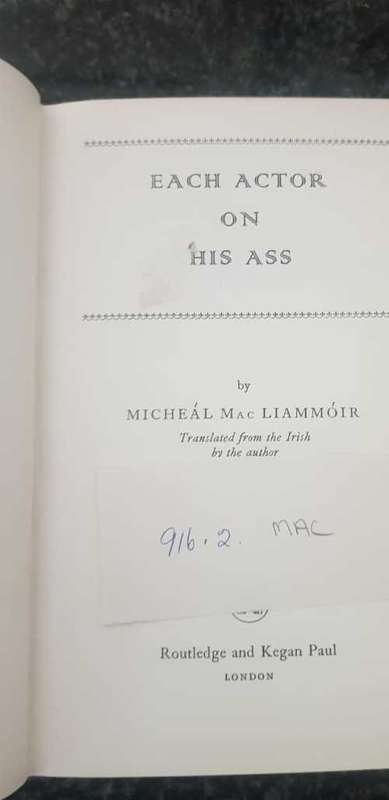 EACH ACTOR
ON
HIS ASS
by
MICHEÁL MAC LIAMMÓIR
Translated from the Irish
by the author
916.2. MAC
Routledge and Kegan Paul
LONDON